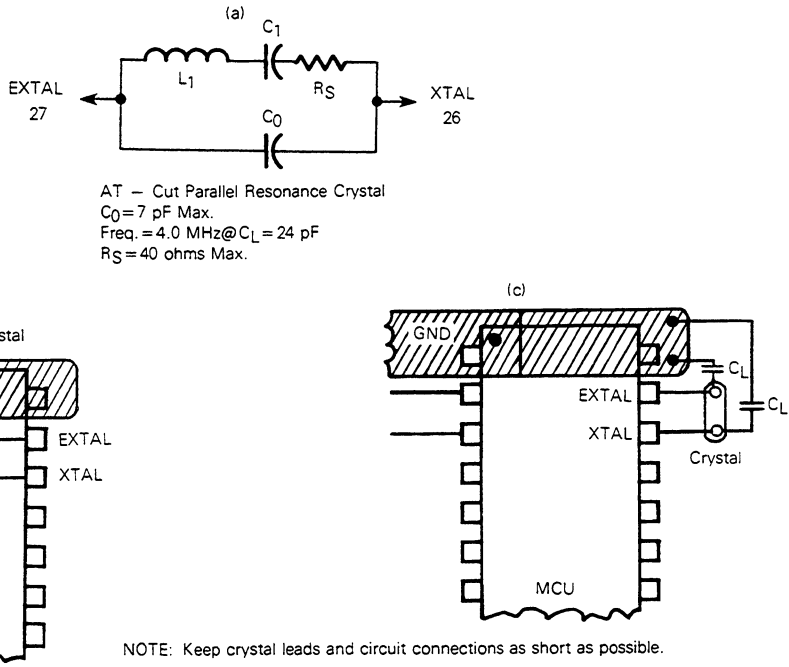 (a)
C1
L1
RS
EXTAL
27
XTAL
26
C0
AT – Cut Parallel Resonance Crystal
C0=7 pF Max.
Freq.=4.0 MHz@CL=24 pF
RS=40 ohms Max.
(c)
stal
GND
CL
EXTAL
CL
XTAL
Crystal
EXTAL
XTAL
MCU
NOTE: Keep crystal leads and circuit connections as short as possible.